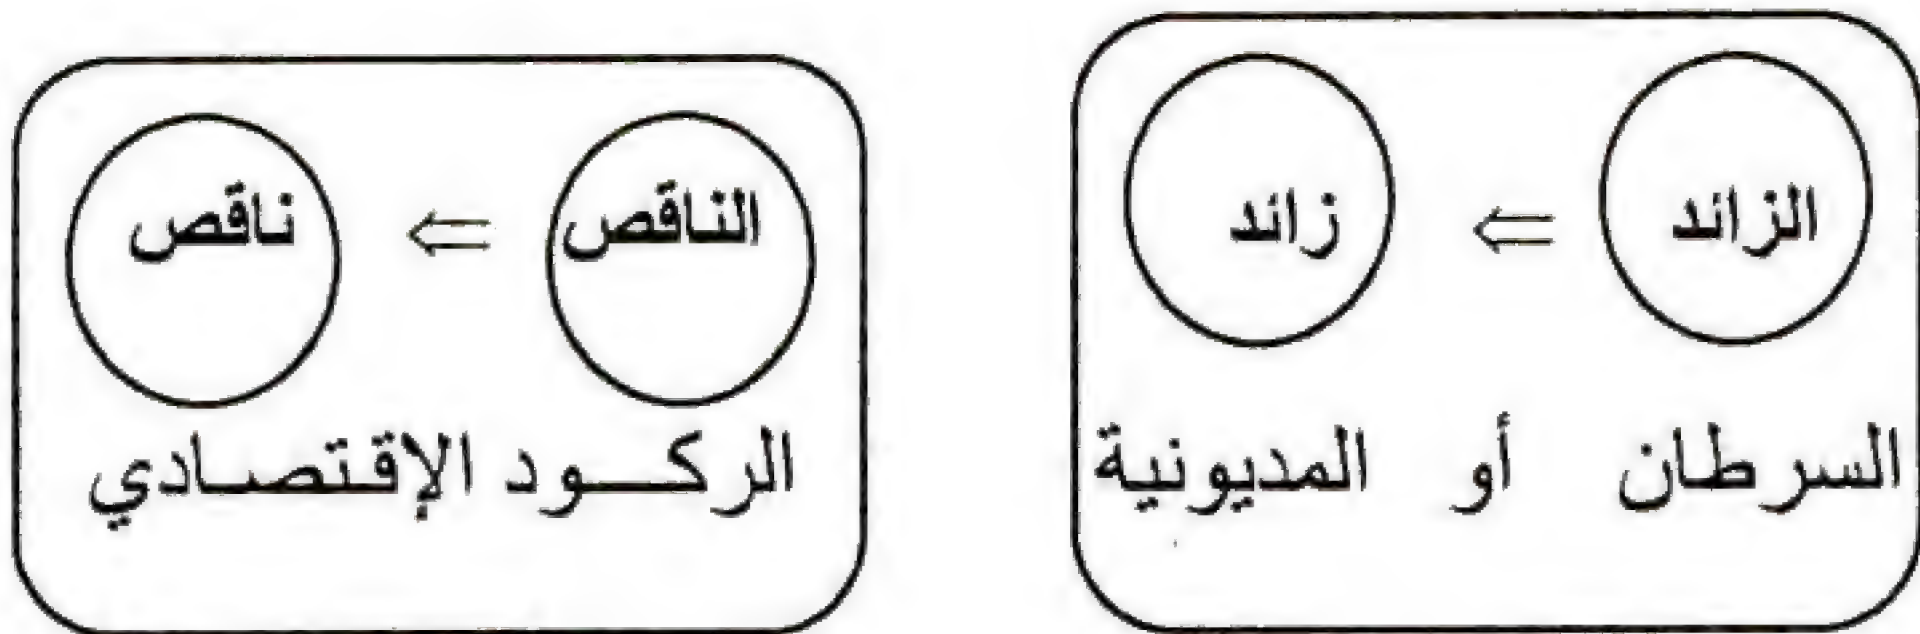 الزائد ⇐ زائد
السرطان أو المديونية
الناقص ⇐ ناقص
الركـــود الإقتصـادي